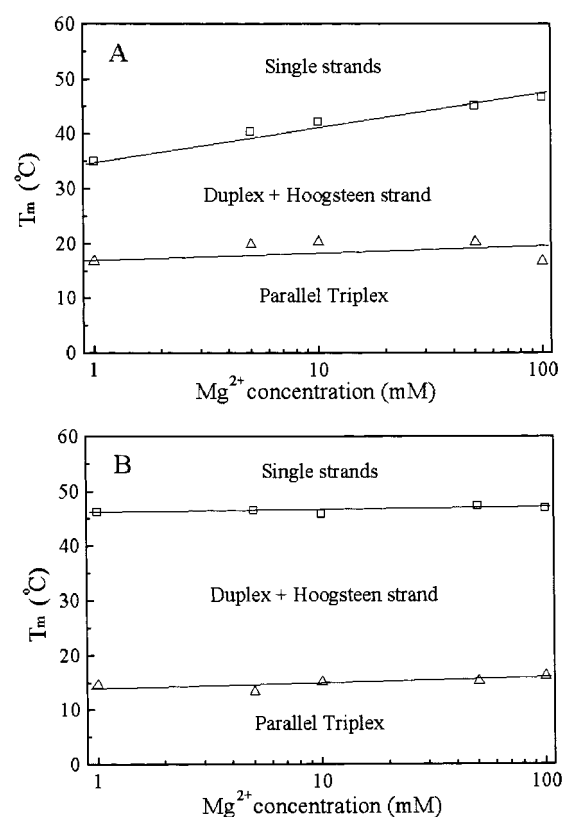 60
A
Single strands
50
40
Tm (°C)
30
Duplex + Hoogsteen strand
20
10
Parallel Triplex
0
1
10
100
Mg2+ concentration (mM)
60
B
Single strands
50
40
Tm (°C)
30
Duplex + Hoogsteen strand
20
10
Parallel Triplex
0
1
10
100
Mg2+ concentration (mM)